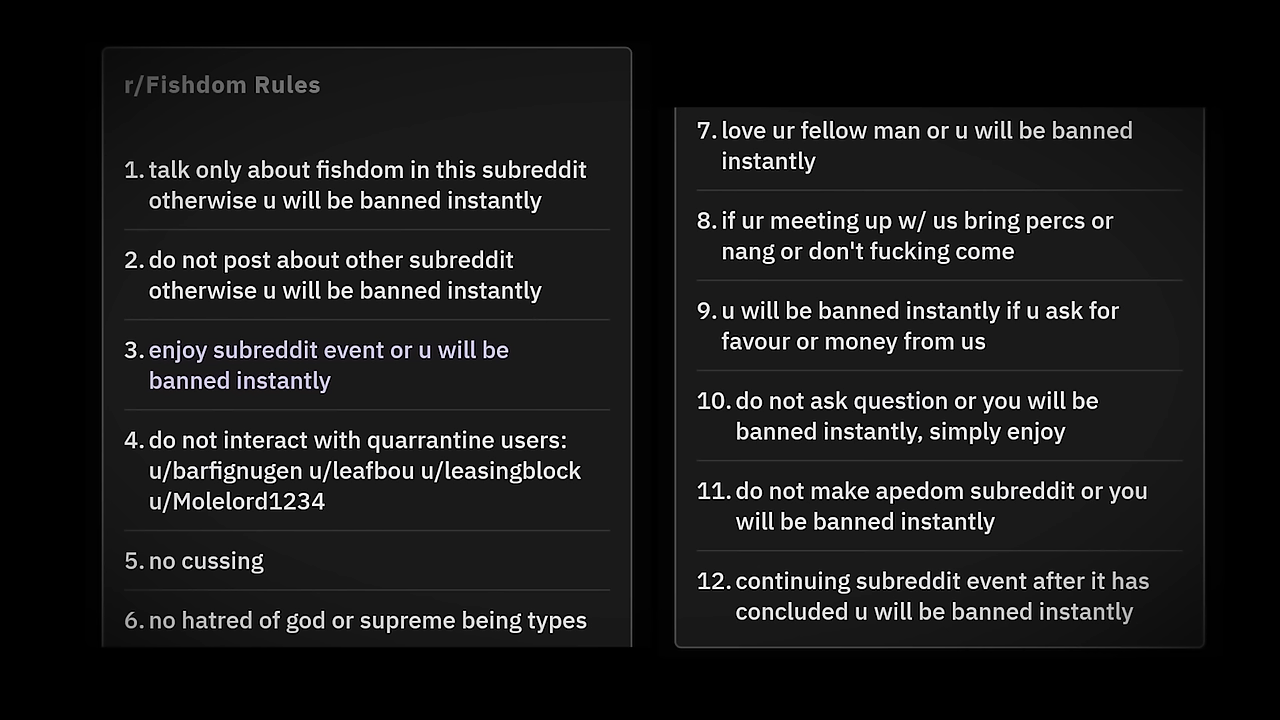 r/Fishdom Rules
1. talk only about fishdom in this subreddit
otherwise u will be banned instantly
2. do not post about other subreddit
otherwise u will be banned instantly
3. enjoy subreddit event or u will be
banned instantly
4. do not interact with quarrantine users:
u/barfignugen u/leafbou u/leasingblock
u/Molelord1234
5. no cussing
6. no hatred of god or supreme being types
7. love ur fellow man or u will be banned
instantly
8. if ur meeting up w/ us bring percs or
nang or don't fucking come
9. u will be banned instantly if u ask for
favour or money from us
10. do not ask question or you will be
banned instantly, simply enjoy
11. do not make apedom subreddit or you
will be banned instantly
12. continuing subreddit event after it has
concluded u will be banned instantly